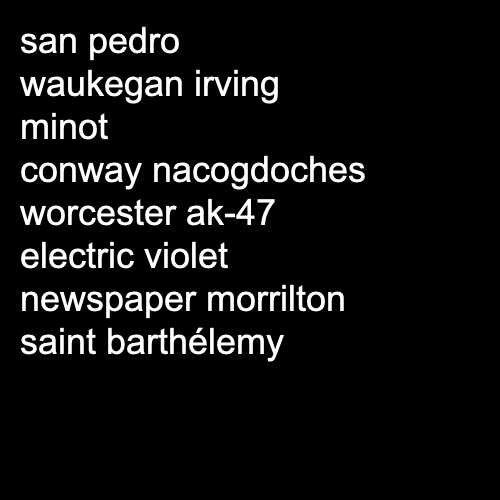 san pedro
waukegan irving
minot
conway nacogdoches
worcester ak-47
electric violet
newspaper morrilton
saint barthélemy